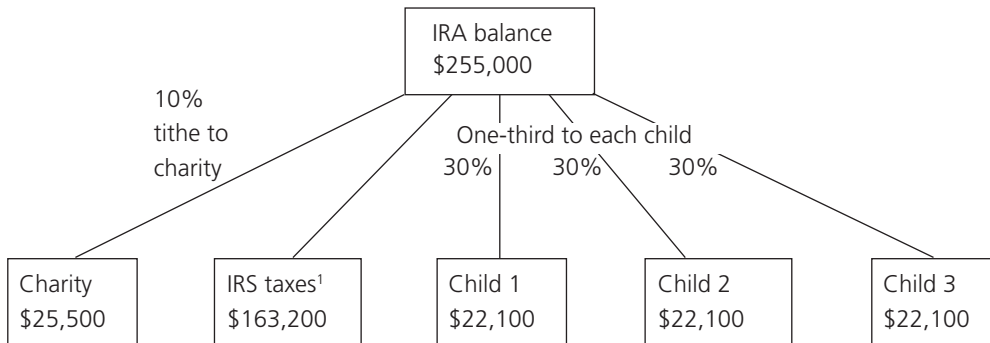 IRA balance
$255,000
10%
tithe to
charity
One-third to each child
30% 30% 30%
Charity
$25,500
IRS taxes¹
$163,200
Child 1
$22,100
Child 2
$22,100
Child 3
$22,100